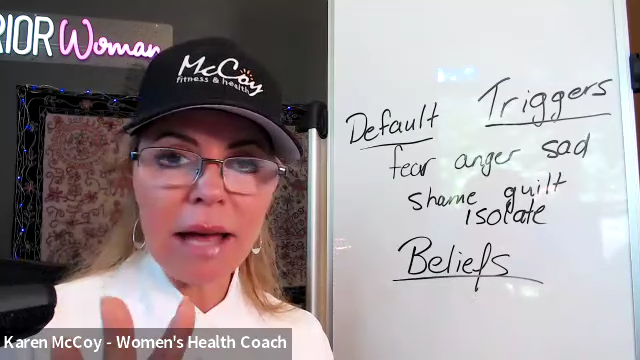 RIOR Woman
McCoy
fitness & health
Default Triggers
fear anger sad
shame guilt
isolate
Beliefs
Karen McCoy - Women's Health Coach